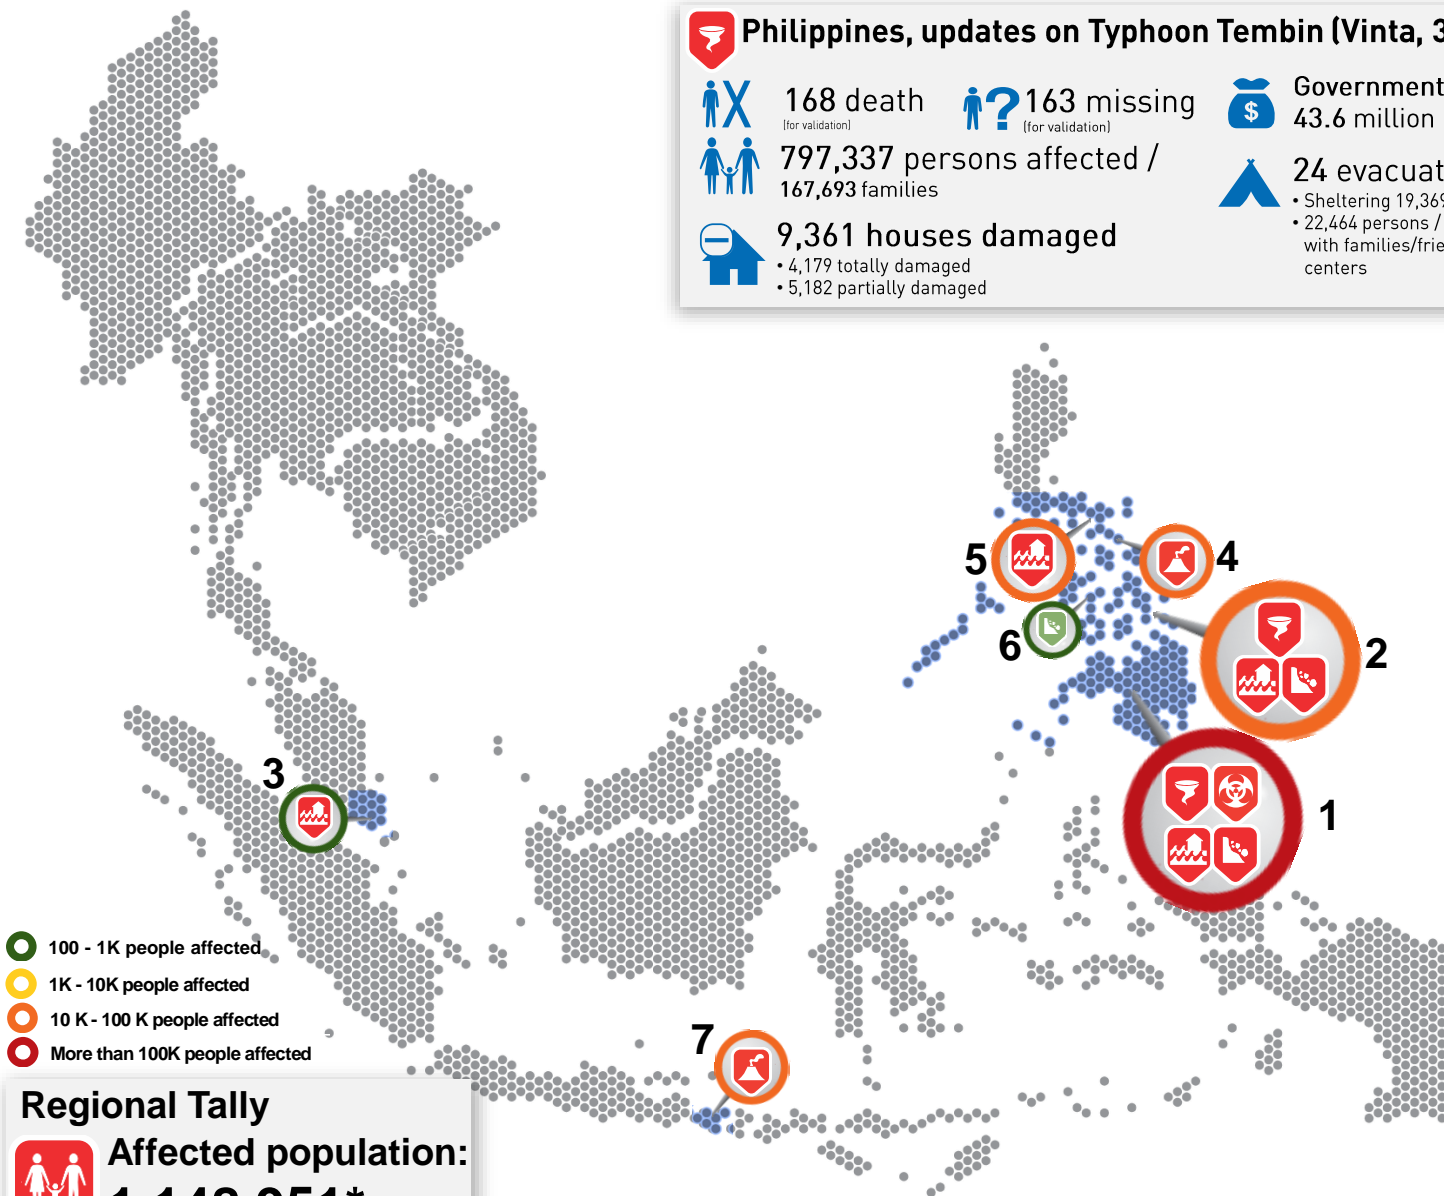 Philippines, updates on Typhoon Tembin (Vinta, 3
168 death
(for validation)
163 missing
(for validation)
797,337 persons affected /
167,693 families
9,361 houses damaged
• 4,179 totally damaged
• 5,182 partially damaged
Government
43.6 million
24 evacuat
• Sheltering 19,369
• 22,464 persons /
with families/frie
centers
5
4
6
2
3
1
7
100 - 1K people affected
1K - 10K people affected
10 K - 100 K people affected
More than 100K people affected
Regional Tally
Affected population: